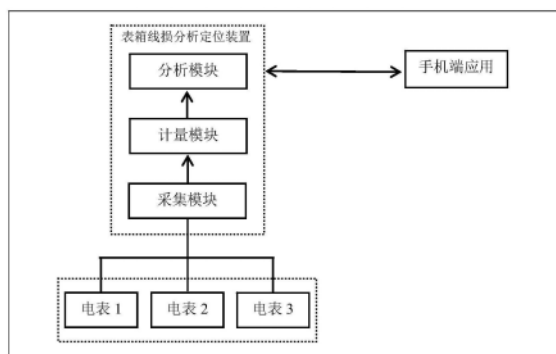 表箱线损分析定位装置
分析模块
手机端应用
计量模块
采集模块
电表 1
电表 2
电表 3